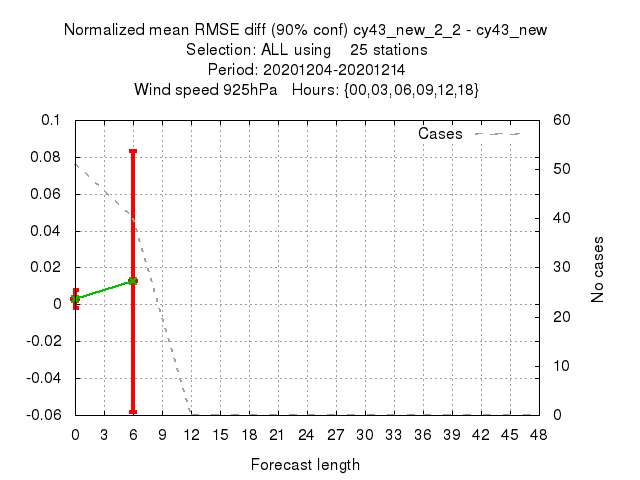 Normalized mean RMSE diff (90% conf) cy43_new_2_2 - cy43_new
Selection: ALL using 25 stations
Period: 20201204-20201214
Wind speed 925hPa Hours: {00,03,06,09,12,18}
Cases
0.1
0.08
0.06
0.04
0.02
0
-0.02
-0.04
-0.06
60
50
40
30
20
10
0
No cases
0 3 6 9 12 15 18 21 24 27 30 33 36 39 42 45 48
Forecast length